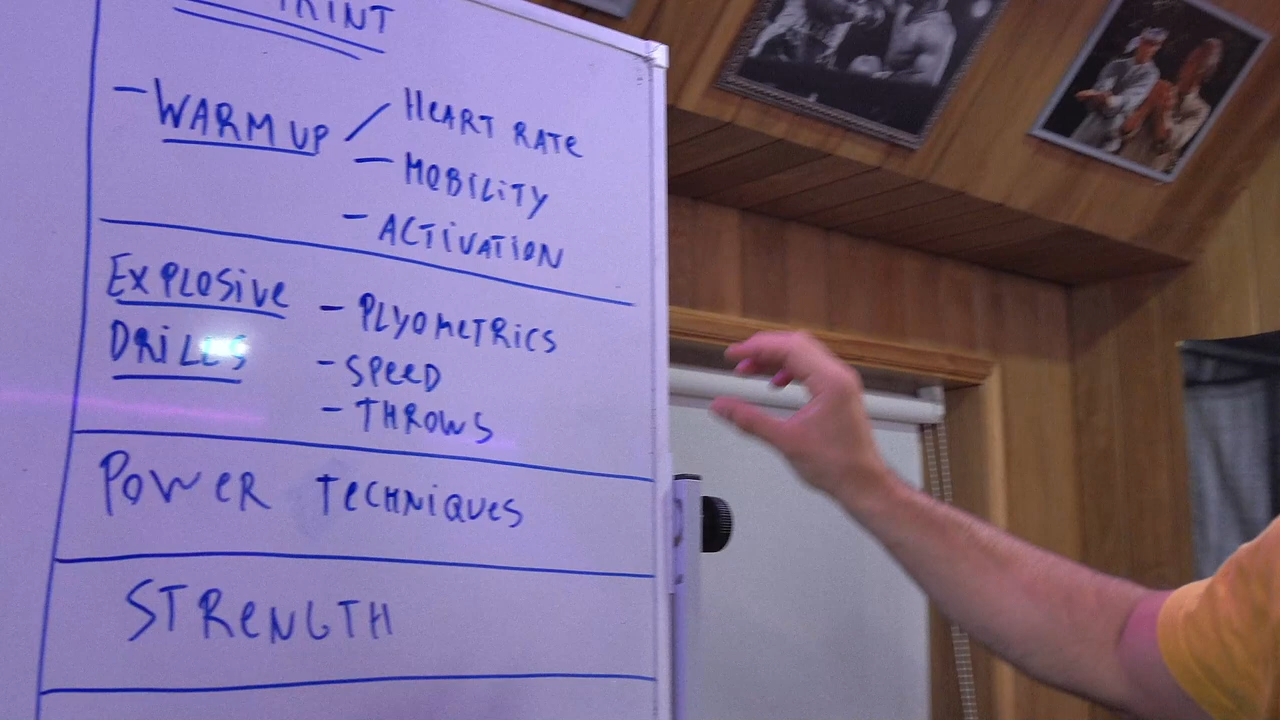 - WARM UP / HEART RATE
- MOBILITY
- ACTIVATION
EXPLOSIVE - PLYOMETRICS
DRILLS - SPEED
- THROWS
POWER TECHNIQUES
STRENGTH